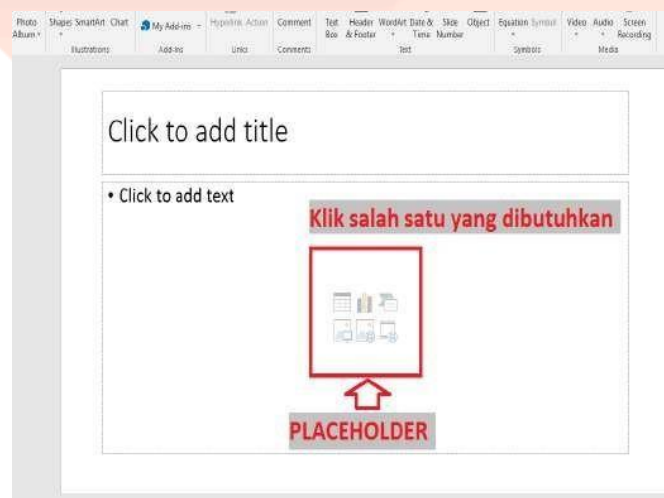 Photo Shapes SmartArt Chart My Add-ins Hyperlink Action Comment Text Header WordArt Date & Slide Object Equation Symbol Video Audio Screen
Album Box & Footer Time Number Recording
Illustrations Add-ins Links Comments Text Symbols Media
Click to add title
• Click to add text
Klik salah satu yang dibutuhkan
PLACEHOLDER